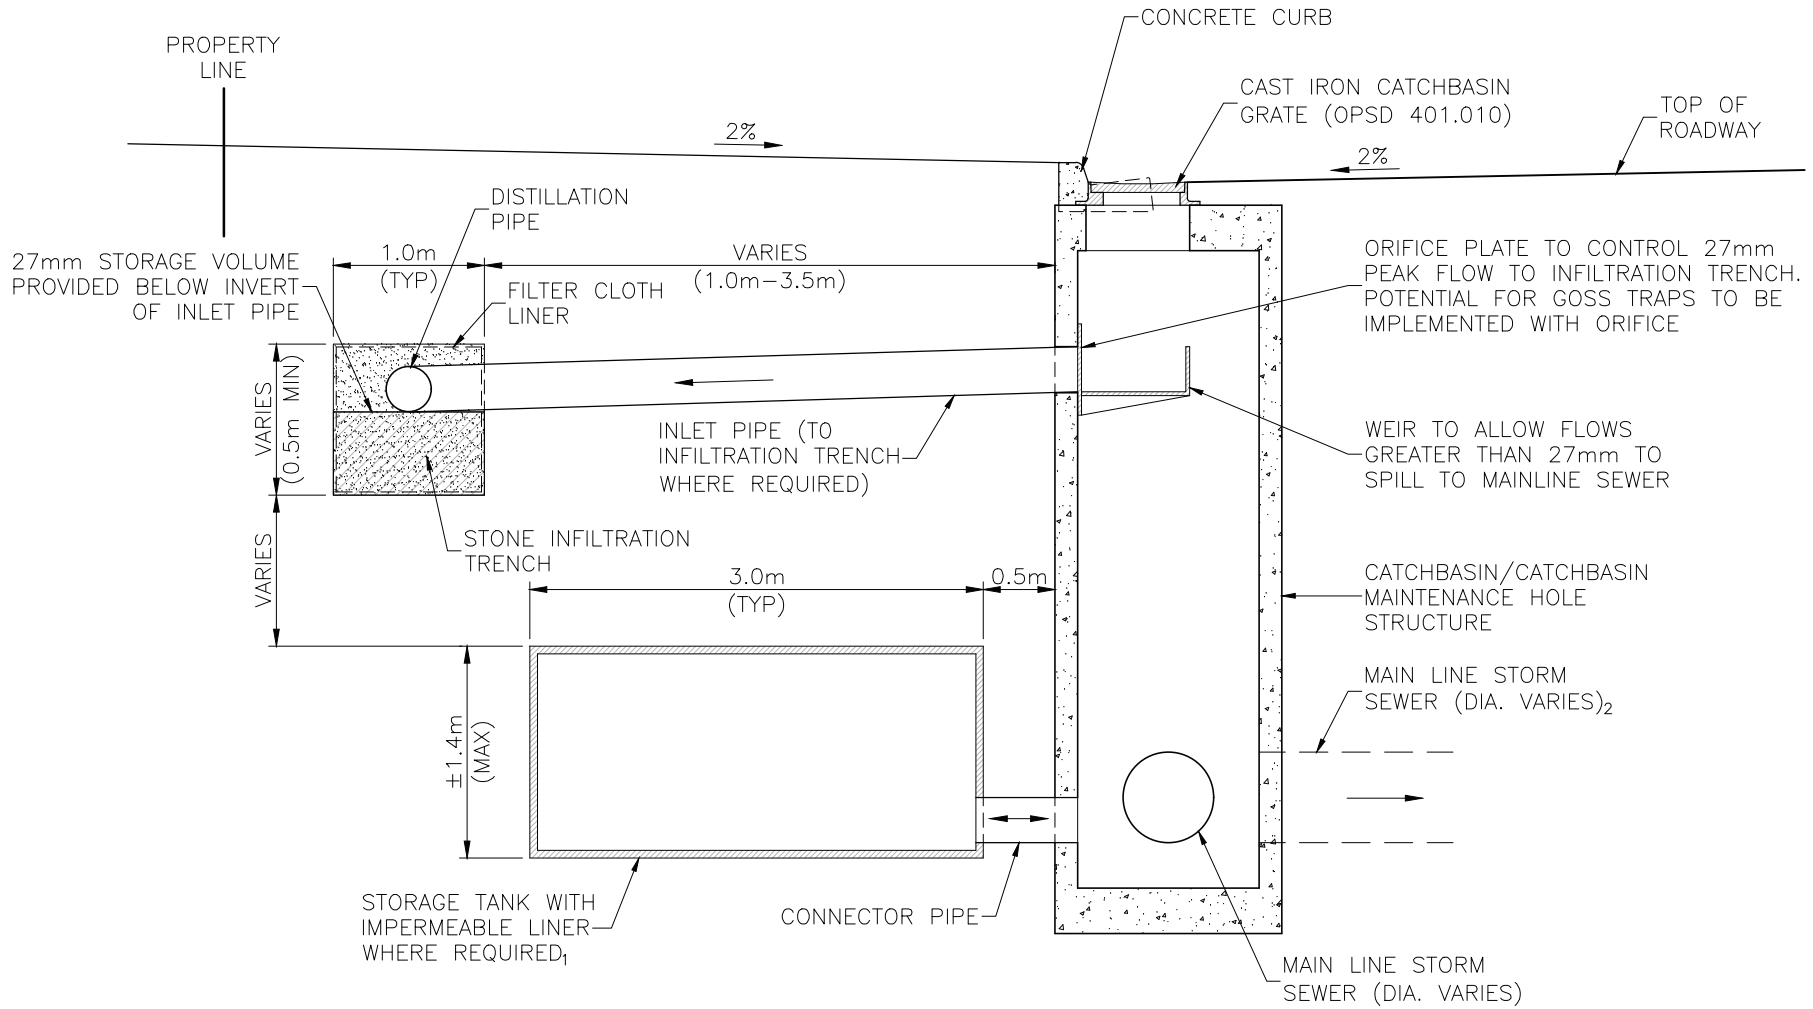 CONCRETE CURB
PROPERTY
LINE
CAST IRON CATCHBASIN
GRATE (OPSD 401.010)
TOP OF
ROADWAY
2%
2%
DISTILLATION
PIPE
27mm STORAGE VOLUME
PROVIDED BELOW INVERT
OF INLET PIPE
1.0m
(TYP)
VARIES
(1.0m-3.5m)
FILTER CLOTH
LINER
ORIFICE PLATE TO CONTROL 27mm
PEAK FLOW TO INFILTRATION TRENCH.
POTENTIAL FOR GOSS TRAPS TO BE
IMPLEMENTED WITH ORIFICE
VARIES
(0.5m MIN)
INLET PIPE (TO
INFILTRATION TRENCH
WHERE REQUIRED)
WEIR TO ALLOW FLOWS
GREATER THAN 27mm TO
SPILL TO MAINLINE SEWER
STONE INFILTRATION
TRENCH
VARIES
3.0m
(TYP)
0.5m
CATCHBASIN/CATCHBASIN
MAINTENANCE HOLE
STRUCTURE
MAIN LINE STORM
SEWER (DIA. VARIES)2
±1.4m
(MAX)
STORAGE TANK WITH
IMPERMEABLE LINER
WHERE REQUIRED1
CONNECTOR PIPE
MAIN LINE STORM
SEWER (DIA. VARIES)